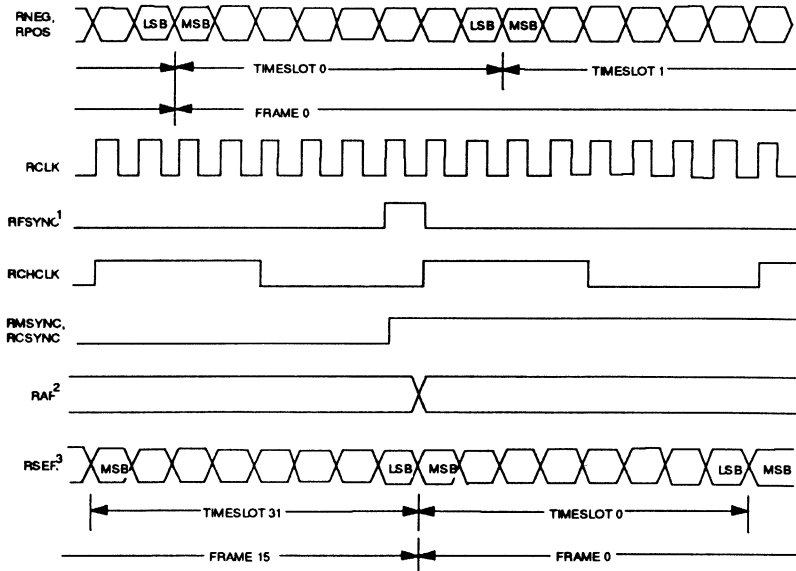 RNEG,
RPOS
LSB MSB LSB MSB
TIMESLOT 0 TIMESLOT 1
FRAME 0
RCLK
RFSYNC1
RCHCLK
RMSYNC,
RCSYNC
RAF2
RSER3
MSB LSB MSB LSB MSB
TIMESLOT 31 TIMESLOT 0
FRAME 15 FRAME 0